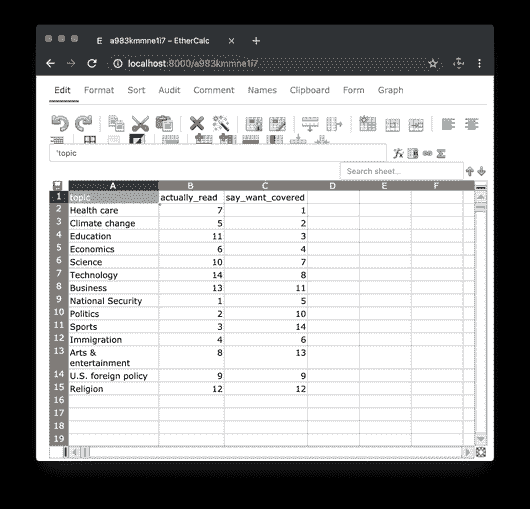 E a983kmmne1i7 – EtherCalc × +
localhost:8000/a983kmmne1i7
Edit Format Sort Audit Comment Names Clipboard Form Graph
'topic
Search sheet…
A B C D E F
1 topic actually_read say_want_covered
2 Health care 7 1
3 Climate change 5 2
4 Education 11 3
5 Economics 6 4
6 Science 10 7
7 Technology 14 8
8 Business 13 11
9 National Security 1 5
10 Politics 2 10
11 Sports 3 14
12 Immigration 4 6
13 Arts & 8 13
entertainment
14 U.S. foreign policy 9 9
15 Religion 12 12
16
17
18
19